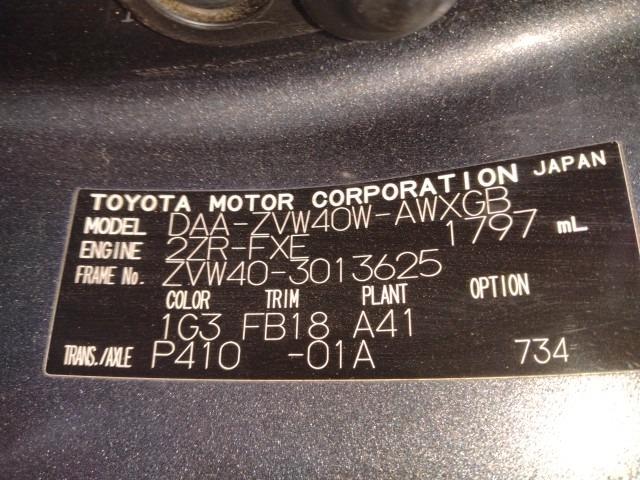 TOYOTA MOTOR CORPORATION JAPAN
MODEL DAA-ZVW40W-AWXGB
ENGINE 2ZR-FXE 1797 mL
FRAME No. ZVW40-3013625
COLOR TRIM PLANT OPTION
1G3 FB18 A41
TRANS./AXLE P410 -01A 734